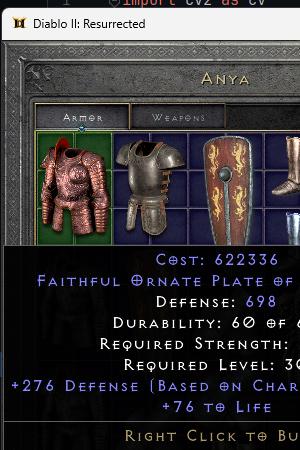 import cv2 as cv
Diablo II: Resurrected
Anya
Armor Weapons
Cost: 622336
Faithful Ornate Plate of
Defense: 698
Durability: 60 of
Required Strength:
Required Level: 30
+276 Defense (Based on Char
+76 to Life
Right Click to Bu